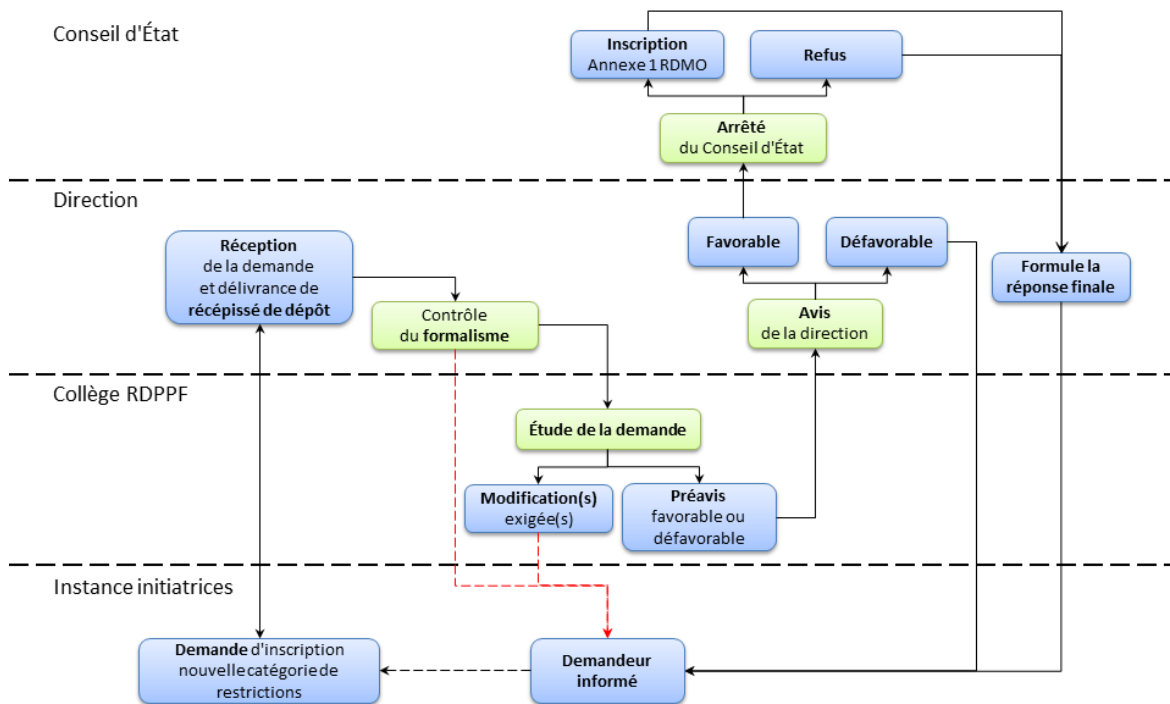 Conseil d'État
Inscription
Annexe 1 RDMO
Refus
Arrêté
du Conseil d'État
Direction
Réception
de la demande
et délivrance de
récépissé de dépôt
Favorable
Défavorable
Formule la
réponse finale
Contrôle
du formalisme
Avis
de la direction
Collège RDPPF
Étude de la demande
Modification(s)
exigée(s)
Préavis
favorable ou
défavorable
Instance initiatrices
Demande d'inscription
nouvelle catégorie de
restrictions
Demandeur
informé